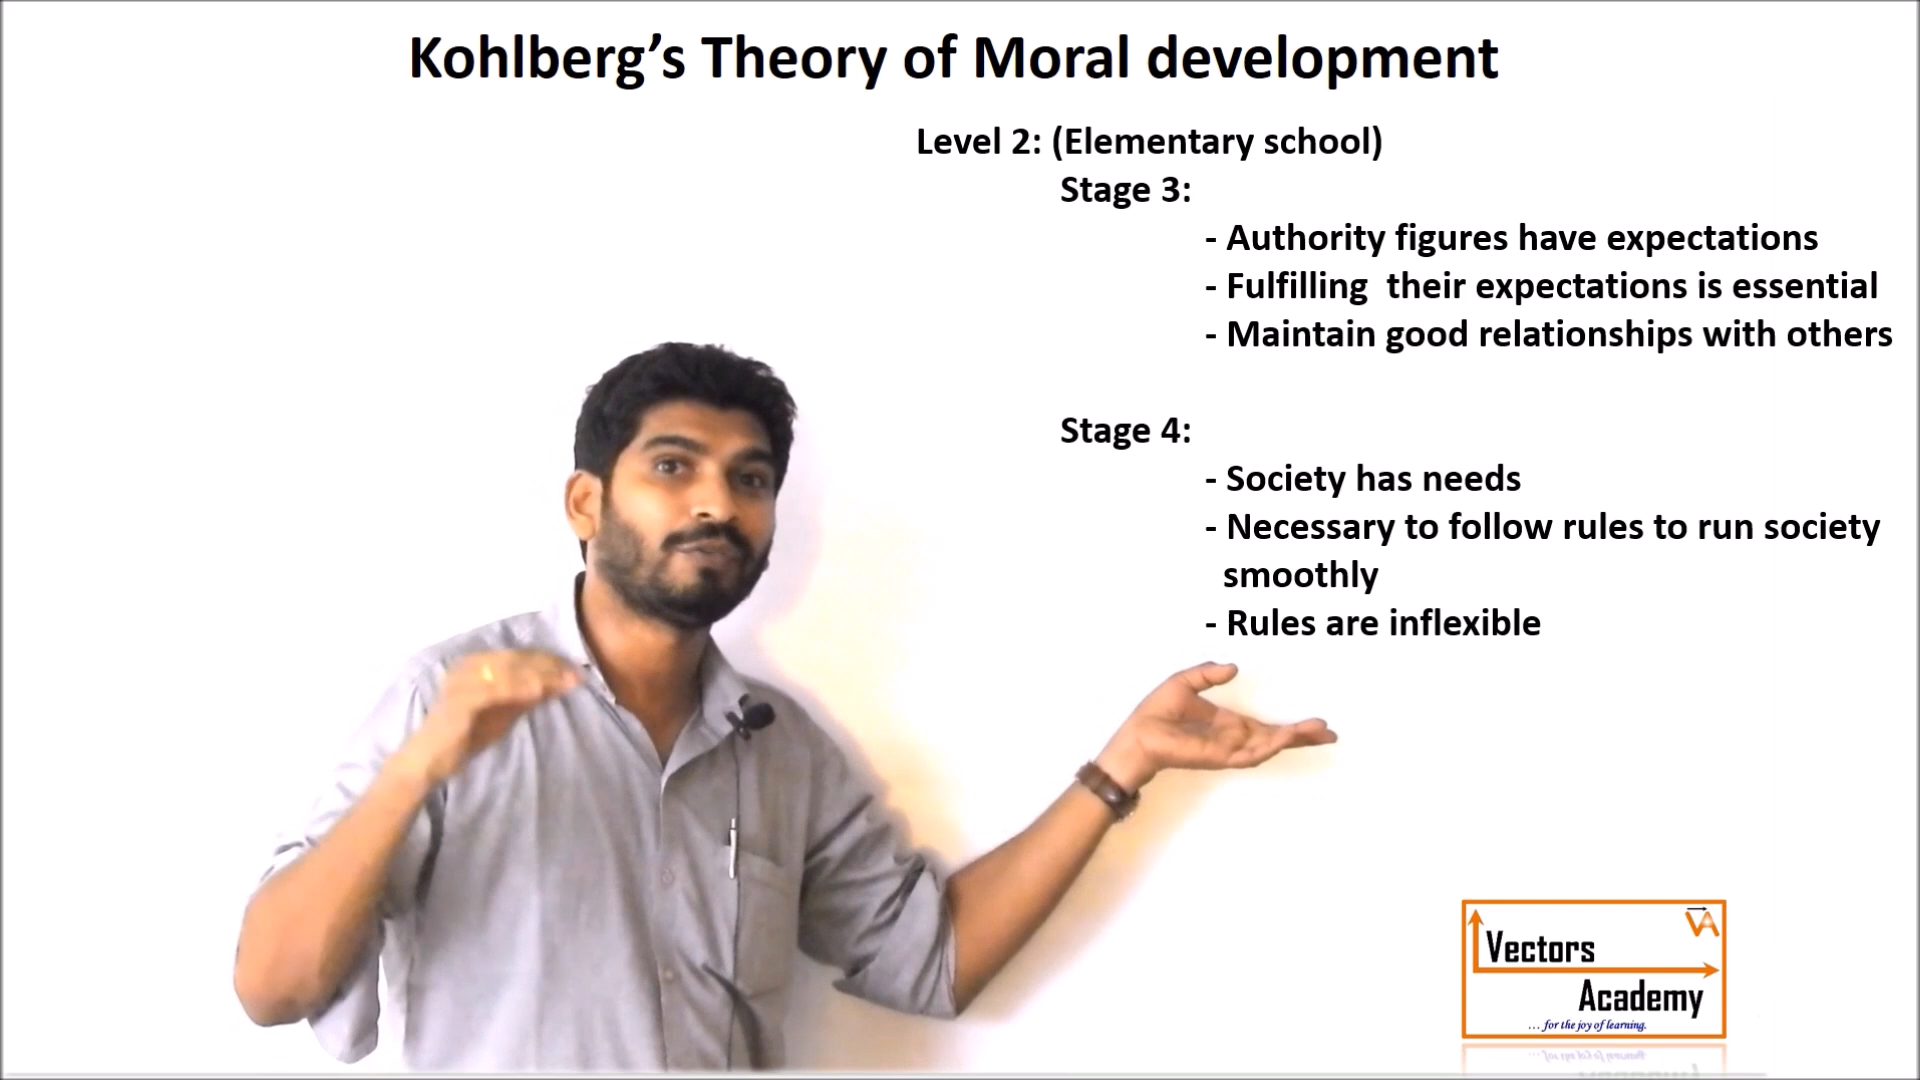 Kohlberg's Theory of Moral development
Level 2: (Elementary school)
Stage 3:
- Authority figures have expectations
- Fulfilling  their expectations is essential
- Maintain good relationships with others
Stage 4:
- Society has needs
- Necessary to follow rules to run society
smoothly
- Rules are inflexible
VA
Vectors
Academy
... for the joy of learning.